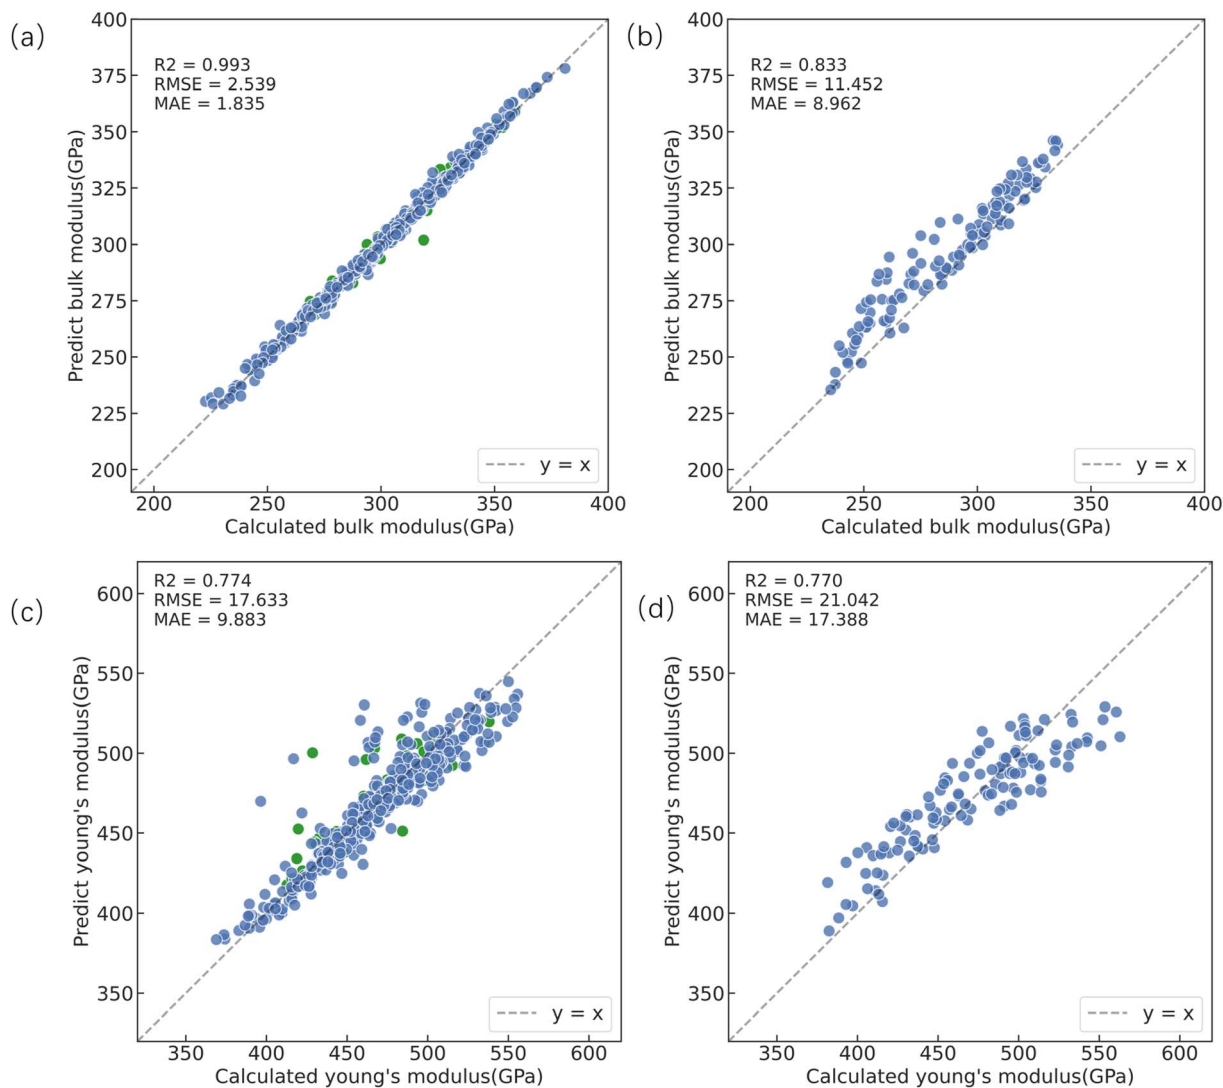 (a)
R2 = 0.993
RMSE = 2.539
MAE = 1.835
400
375
350
325
300
275
250
225
200
Predict bulk modulus(GPa)
y = x
200 250 300 350 400
Calculated bulk modulus(GPa)
(b)
R2 = 0.833
RMSE = 11.452
MAE = 8.962
400
375
350
325
300
275
250
225
200
Predict bulk modulus(GPa)
y = x
200 250 300 350 400
Calculated bulk modulus(GPa)
(c)
R2 = 0.774
RMSE = 17.633
MAE = 9.883
600
550
500
450
400
350
Predict young's modulus(GPa)
y = x
350 400 450 500 550 600
Calculated young's modulus(GPa)
(d)
R2 = 0.770
RMSE = 21.042
MAE = 17.388
600
550
500
450
400
350
Predict young's modulus(GPa)
y = x
350 400 450 500 550 600
Calculated young's modulus(GPa)